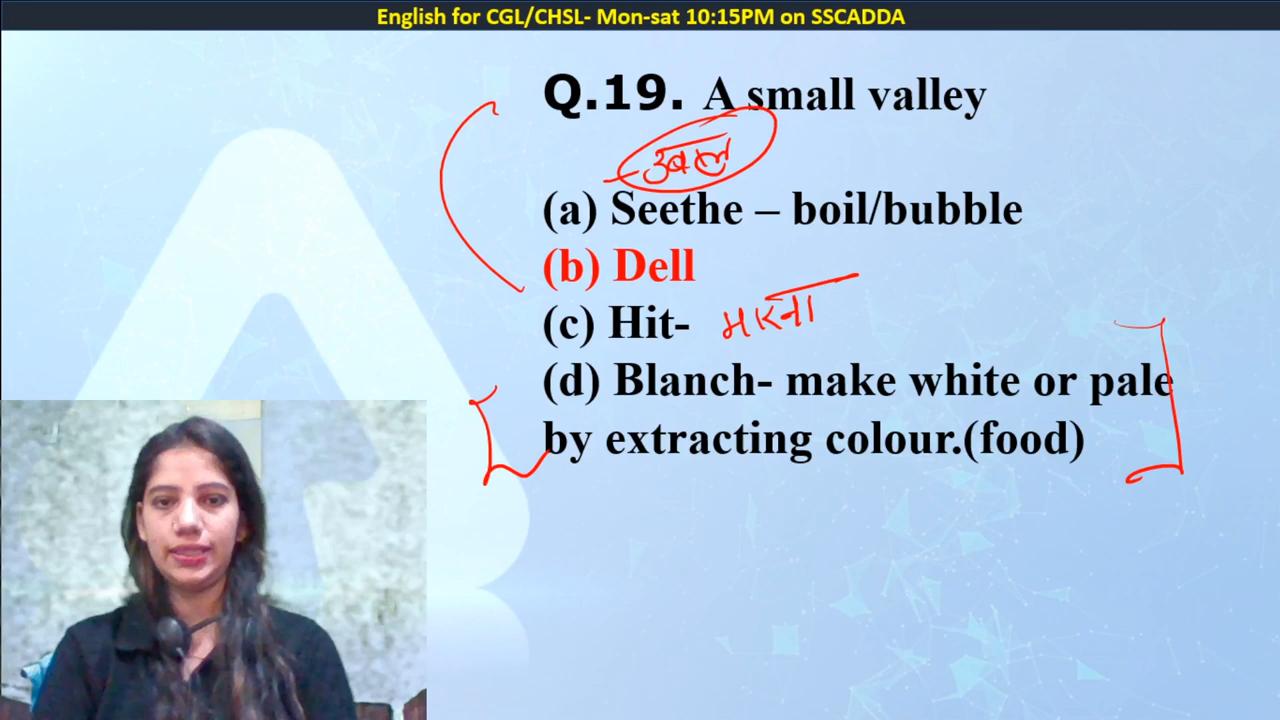 English for CGL/CHSL- Mon-sat 10:15PM on SSCADDA
Q.19. A small valley
उबल
(a) Seethe – boil/bubble
(b) Dell
(c) Hit- मारना
(d) Blanch- make white or pale
by extracting colour.(food)